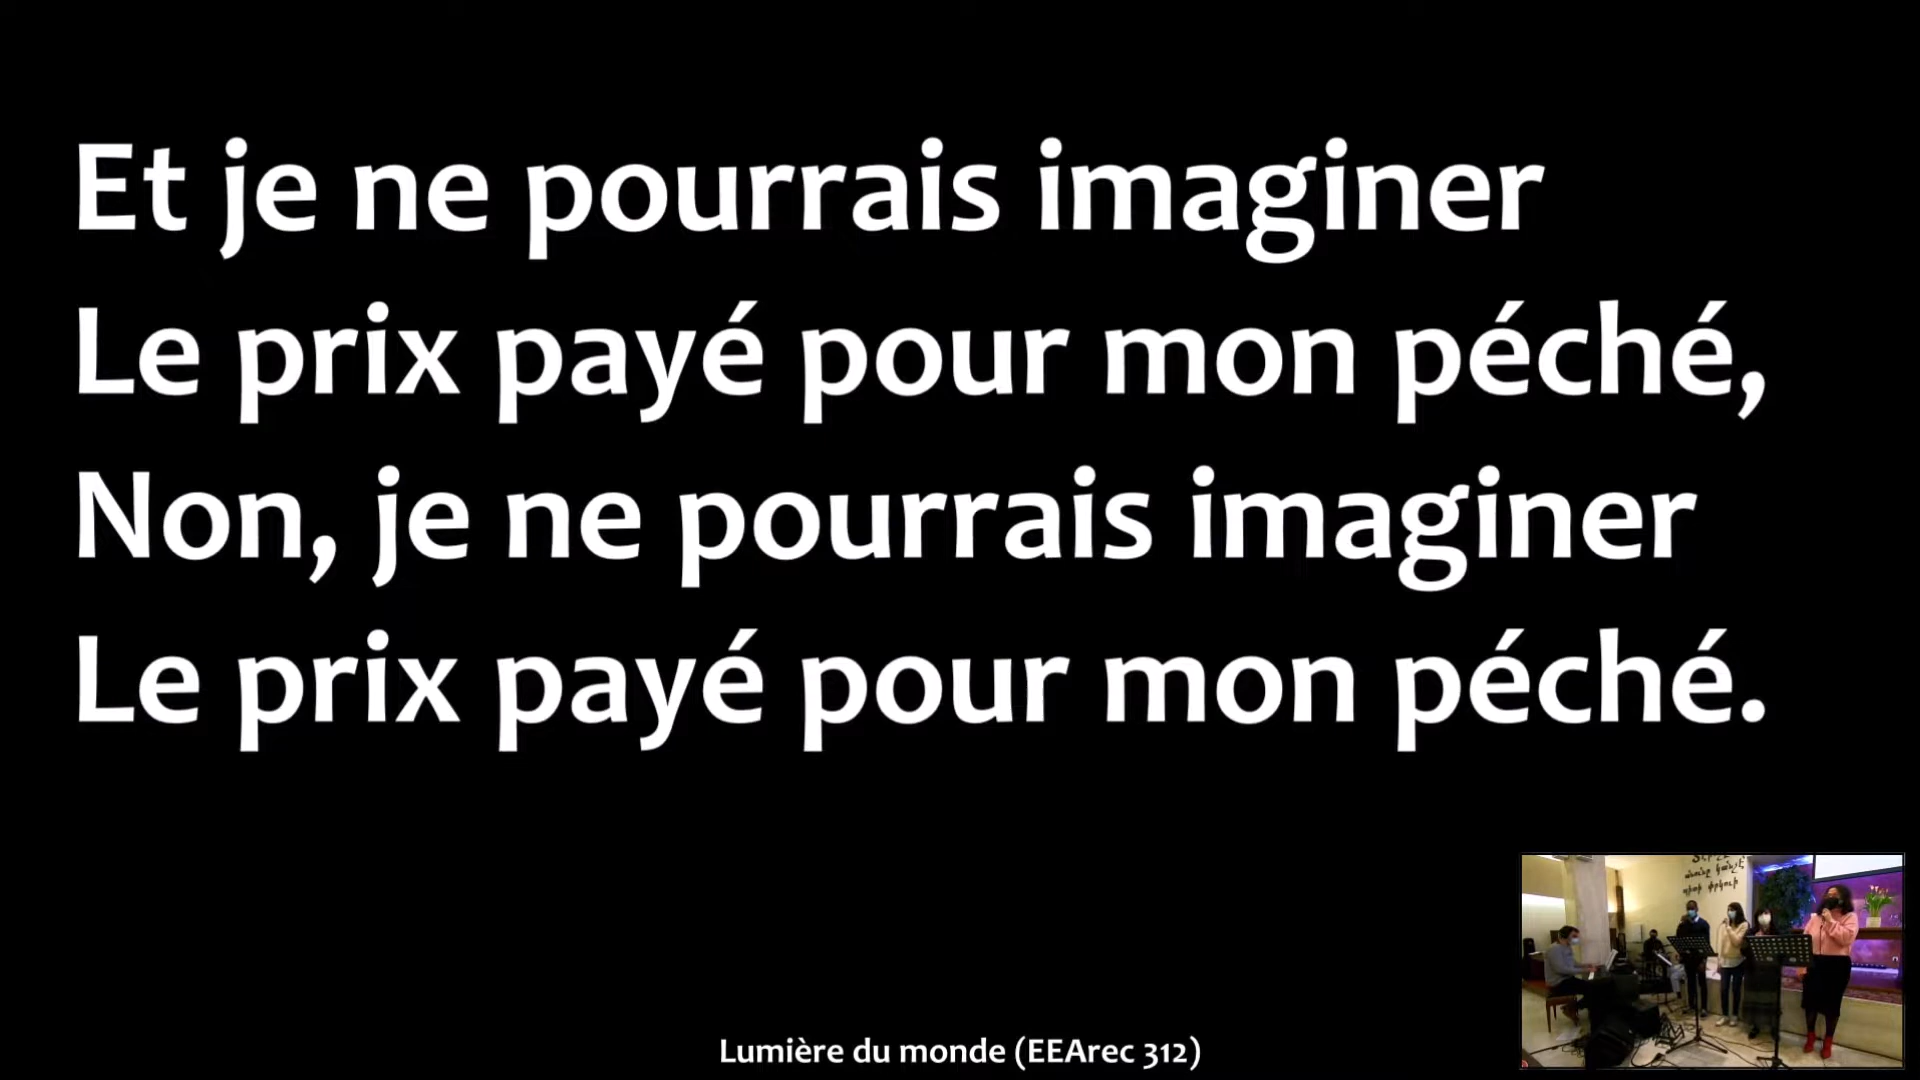 Et je ne pourrais imaginer
Le prix payé pour mon péché,
Non, je ne pourrais imaginer
Le prix payé pour mon péché.
Lumière du monde (EEArec 312)